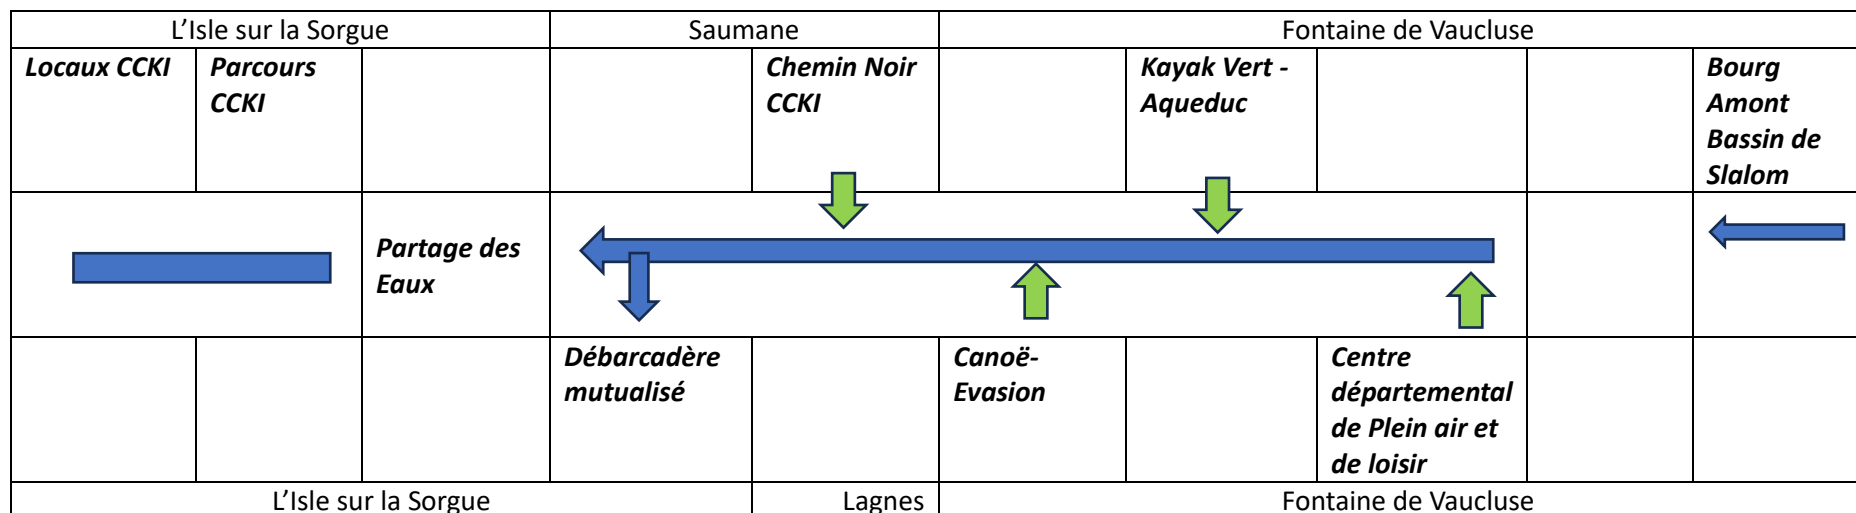 L’Isle sur la Sorgue
Saumane
Fontaine de Vaucluse
Locaux CCKI
Parcours
CCKI
Chemin Noir
CCKI
Kayak Vert -
Aqueduc
Bourg
Amont
Bassin de
Slalom
Partage des
Eaux
Débarcadère
mutualisé
Canoë-
Evasion
Centre
départemental
de Plein air et
de loisir
L’Isle sur la Sorgue
Lagnes
Fontaine de Vaucluse